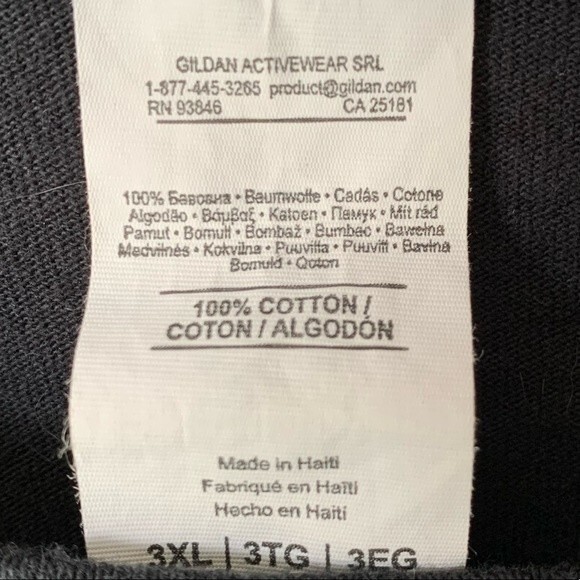 GILDAN ACTIVEWEAR SRL
1-877-445-3265 product@gildan.com
RN 93846 CA 25181
100% Бавовна • Baumwolle • Cadás • Cotone
Algodão • Βάμβαξ • Katoen • Памук • Mit rád
Pamut • Bomull • Bombaž • Bumbac • Bawełna
Medvilnės • Kokvilna • Puuvilla • Puuvill • Bavlna
Bomuld • Qoton
100% COTTON /
COTON / ALGODÓN
Made in Haiti
Fabriqué en Haïti
Hecho en Haití
3XL | 3TG | 3EG